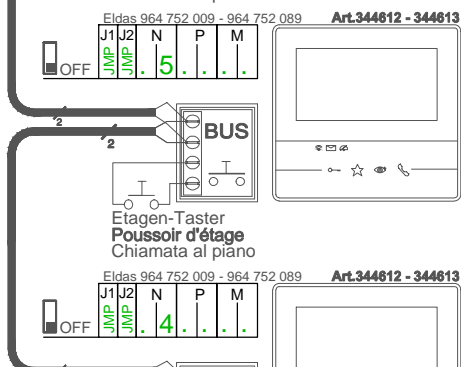 Eldas 964 752 009 - 964 752 089 Art.344612 - 344613
J1 J2 N P M
OFF JMP JMP . 5 . . . .
2
2
BUS
Etagen-Taster
Poussoir d'étage
Chiamata al piano
Eldas 964 752 009 - 964 752 089 Art.344612 - 344613
J1 J2 N P M
OFF JMP JMP . 4 . . . .